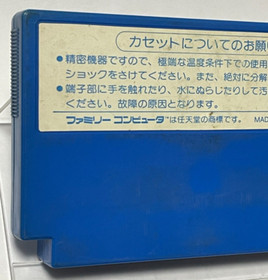 カセットについてのお願い
●精密機器ですので、極端な温度条件下での使用
ショックをさけてください。また、絶対に分解
●端子部に手を触れたり、水にぬらしたりして汚
ください。故障の原因となります。
ファミリーコンピュータ は任天堂の商標です。 MAD